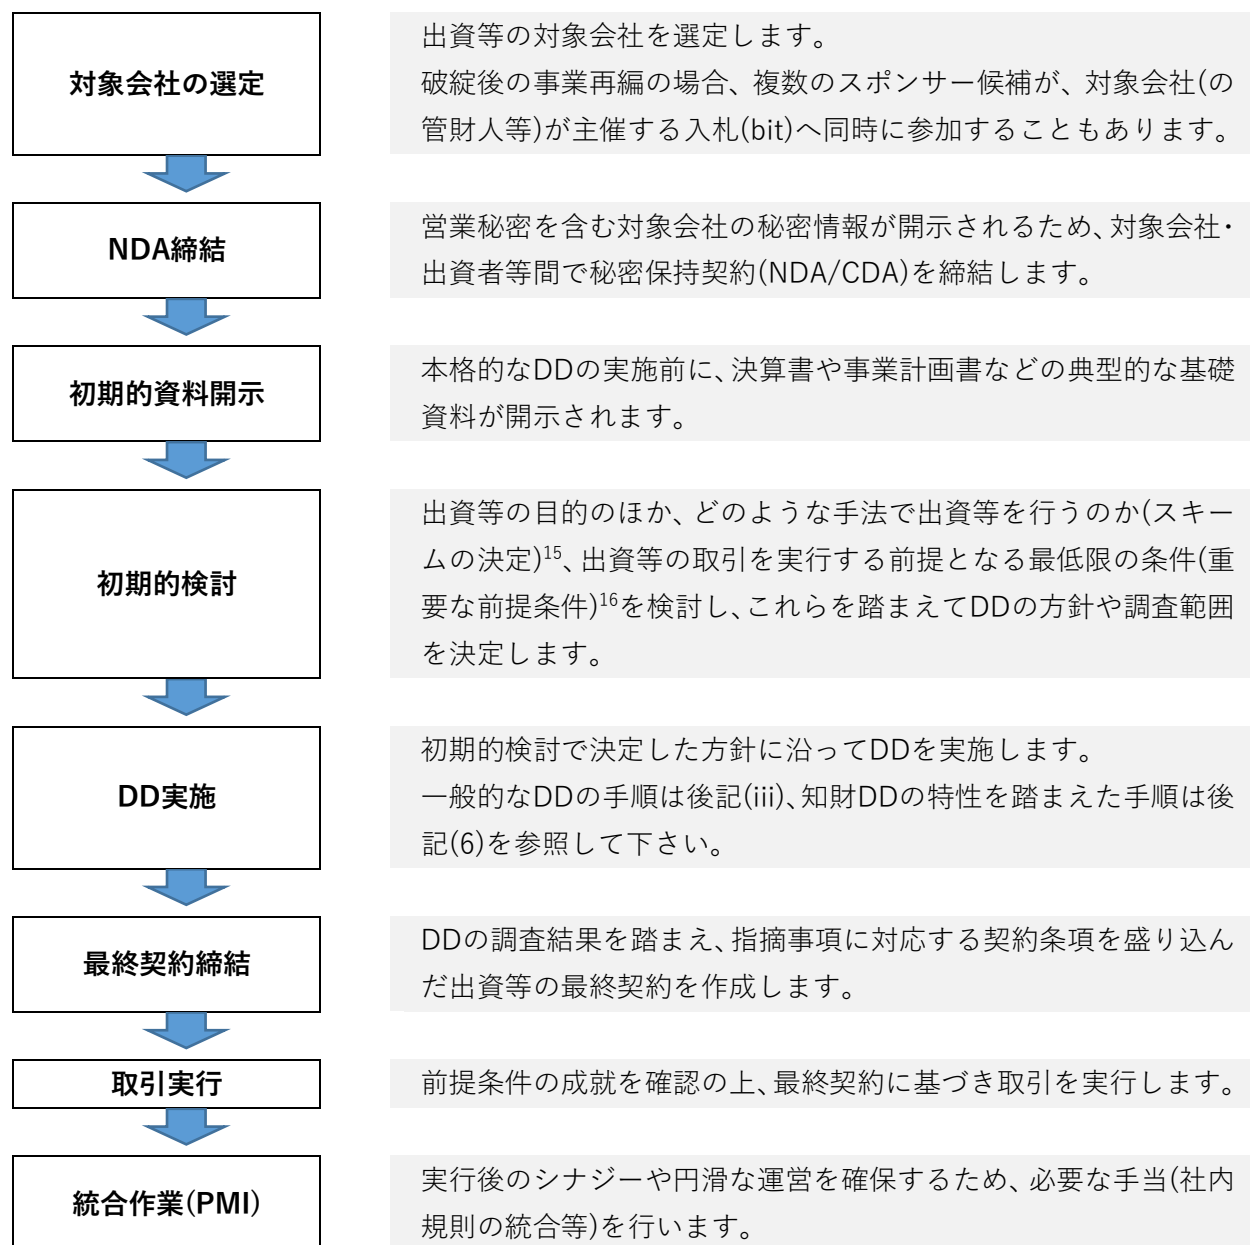 対象会社の選定
出資等の対象会社を選定します。
破綻後の事業再編の場合、複数のスポンサー候補が、対象会社(の
管財人等)が主催する入札(bit)へ同時に参加することもあります。
NDA締結
営業秘密を含む対象会社の秘密情報が開示されるため、対象会社・
出資者等間で秘密保持契約(NDA/CDA)を締結します。
初期的資料開示
本格的なDDの実施前に、決算書や事業計画書などの典型的な基礎
資料が開示されます。
初期的検討
出資等の目的のほか、どのような手法で出資等を行うのか(スキー
ムの決定)15、出資等の取引を実行する前提となる最低限の条件(重
要な前提条件)16を検討し、これらを踏まえてDDの方針や調査範囲
を決定します。
DD実施
初期的検討で決定した方針に沿ってDDを実施します。
一般的なDDの手順は後記(iii)、知財DDの特性を踏まえた手順は後
記(6)を参照して下さい。
最終契約締結
DDの調査結果を踏まえ、指摘事項に対応する契約条項を盛り込ん
だ出資等の最終契約を作成します。
取引実行
前提条件の成就を確認の上、最終契約に基づき取引を実行します。
統合作業(PMI)
実行後のシナジーや円滑な運営を確保するため、必要な手当(社内
規則の統合等)を行います。